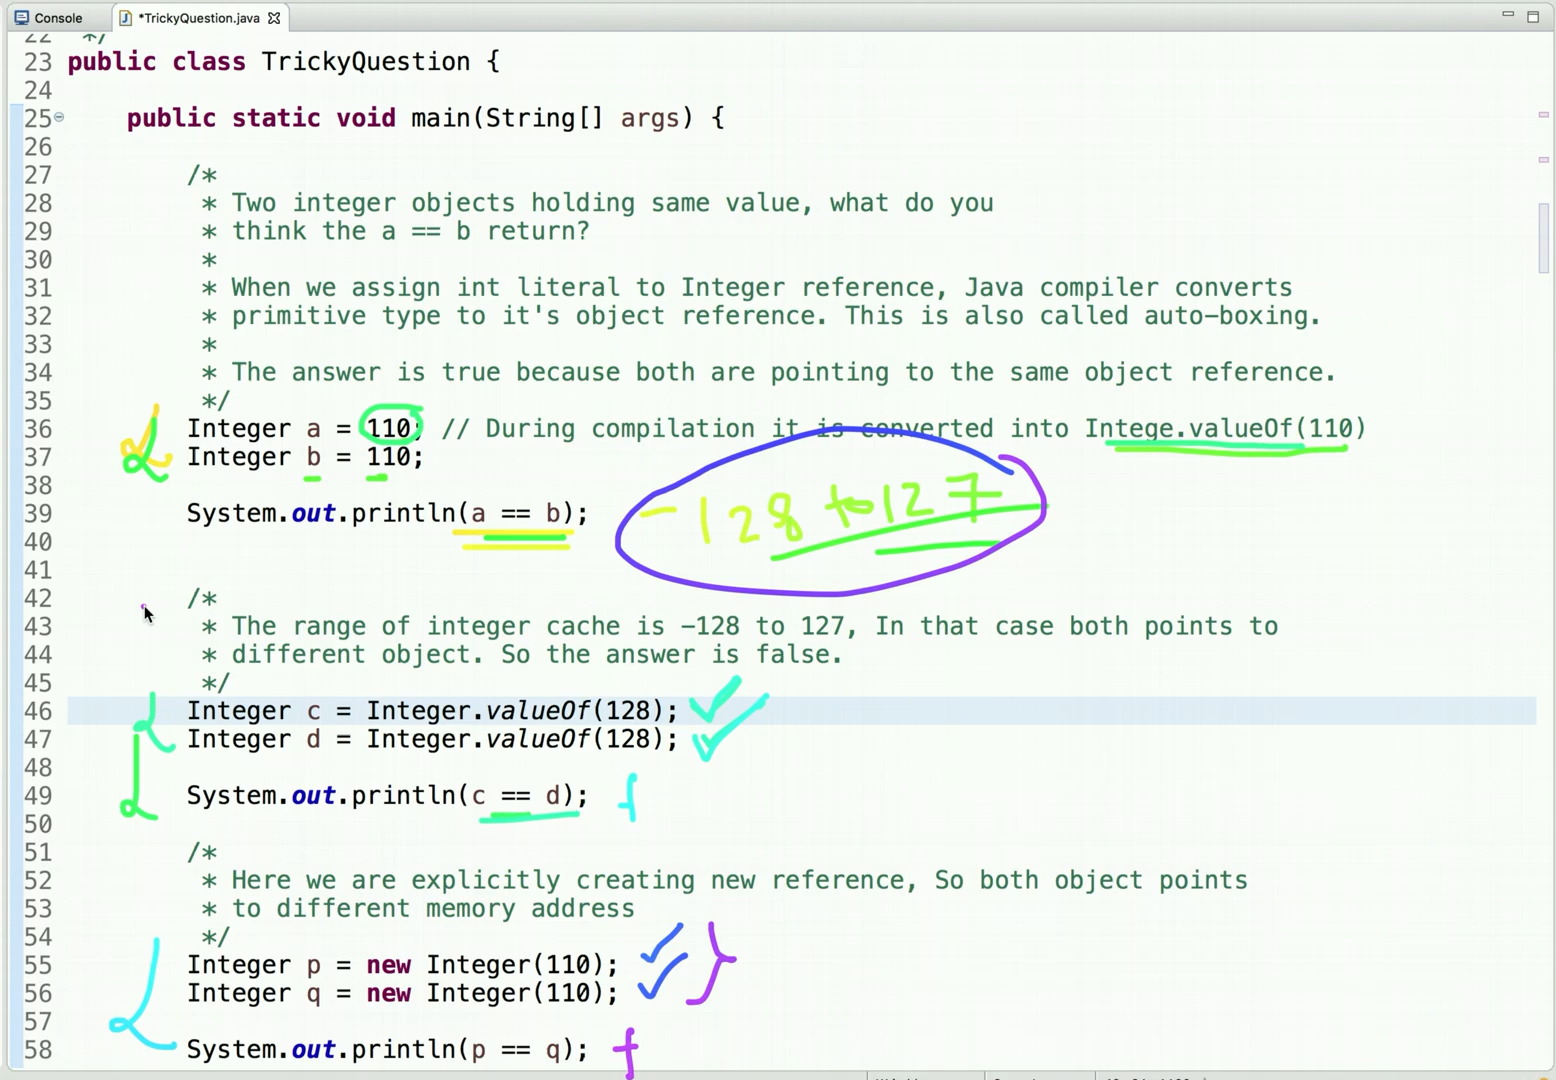 Console *TrickyQuestion.java
22 */
23 public class TrickyQuestion {
24
25 public static void main(String[] args) {
26
27 /*
28 * Two integer objects holding same value, what do you
29 * think the a == b return?
30 *
31 * When we assign int literal to Integer reference, Java compiler converts
32 * primitive type to it's object reference. This is also called auto-boxing.
33 *
34 * The answer is true because both are pointing to the same object reference.
35 */
36 Integer a = 110; // During compilation it is converted into Intege.valueOf(110)
37 Integer b = 110;
38
39 System.out.println(a == b); -128 to 127
40
41
42 /*
43 * The range of integer cache is -128 to 127, In that case both points to
44 * different object. So the answer is false.
45 */
46 Integer c = Integer.valueOf(128);
47 Integer d = Integer.valueOf(128);
48
49 System.out.println(c == d); f
50
51 /*
52 * Here we are explicitly creating new reference, So both object points
53 * to different memory address
54 */
55 Integer p = new Integer(110);
56 Integer q = new Integer(110);
57
58 System.out.println(p == q); f